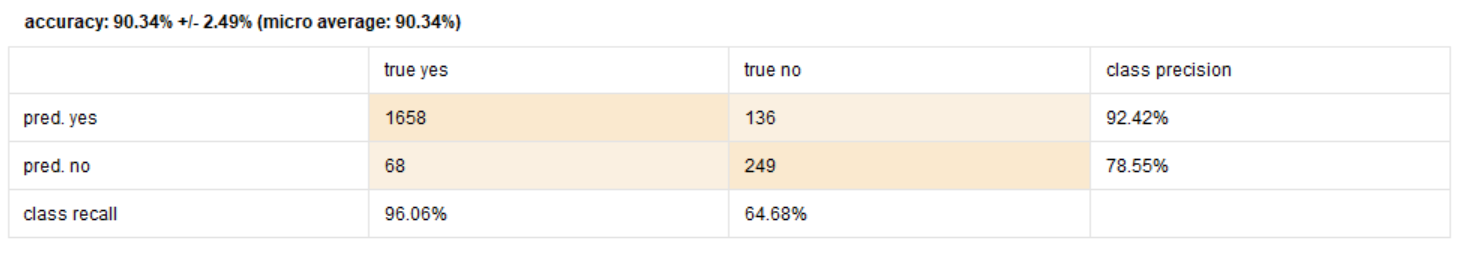 accuracy: 90.34% +/- 2.49% (micro average: 90.34%)
true yes true no class precision
pred. yes 1658 136 92.42%
pred. no 68 249 78.55%
class recall 96.06% 64.68%